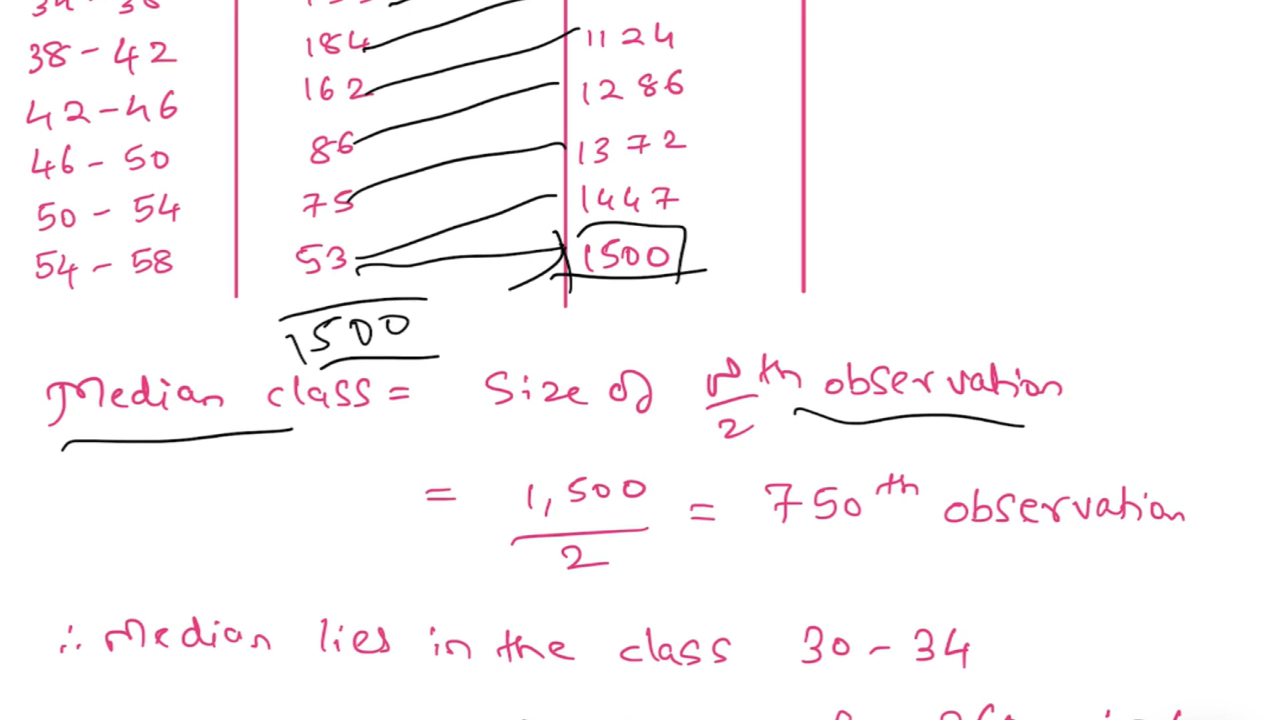 38 - 42 184 1124
42 - 46 162 1286
46 - 50 86 1372
50 - 54 75 1447
54 - 58 53 1500
1500
Median class = Size of N/2 th observation
= 1,500/2 = 750th observation
∴ Median lies in the class 30 - 34